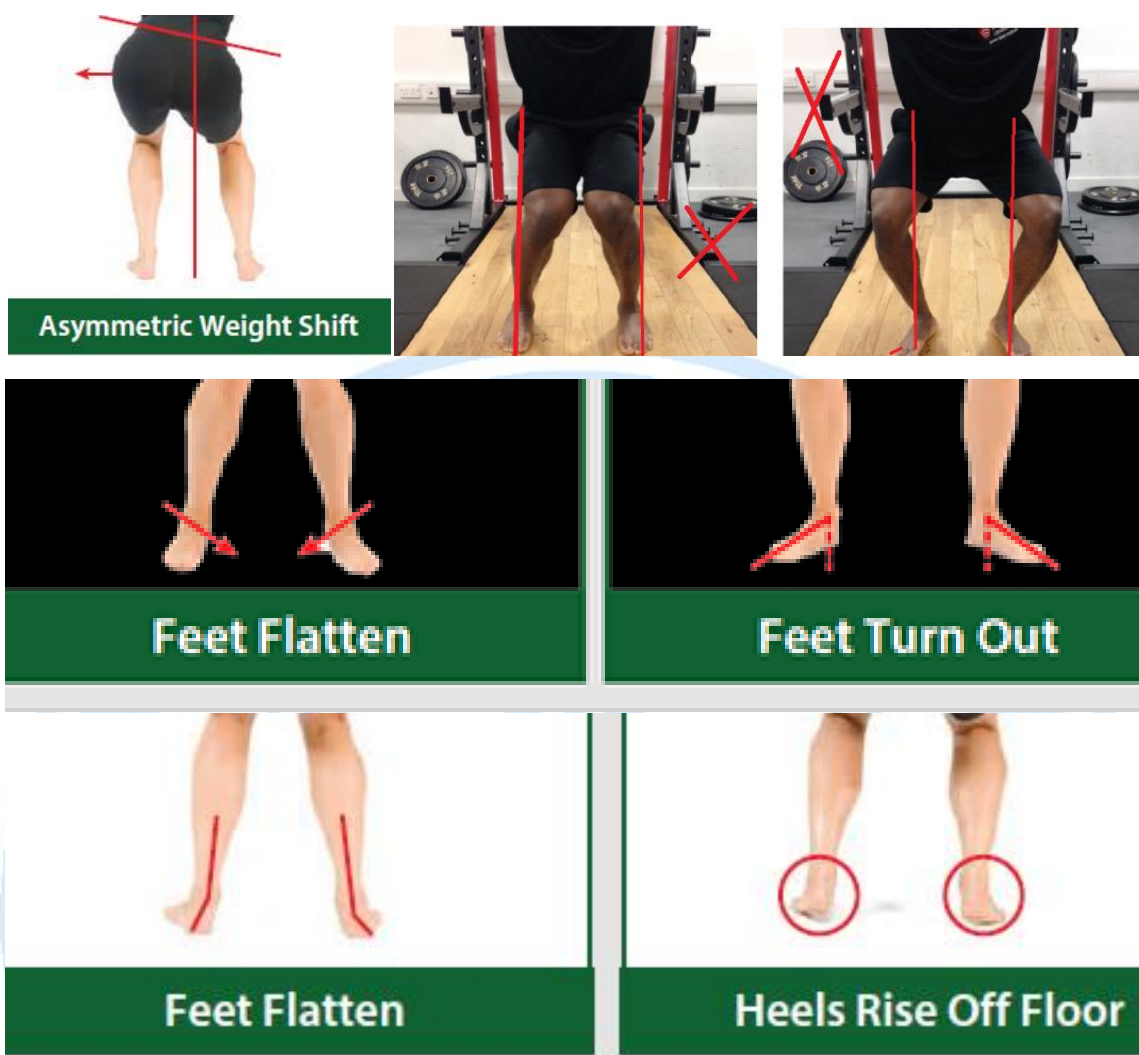 Asymmetric Weight Shift
Feet Flatten
Feet Turn Out
Feet Flatten
Heels Rise Off Floor